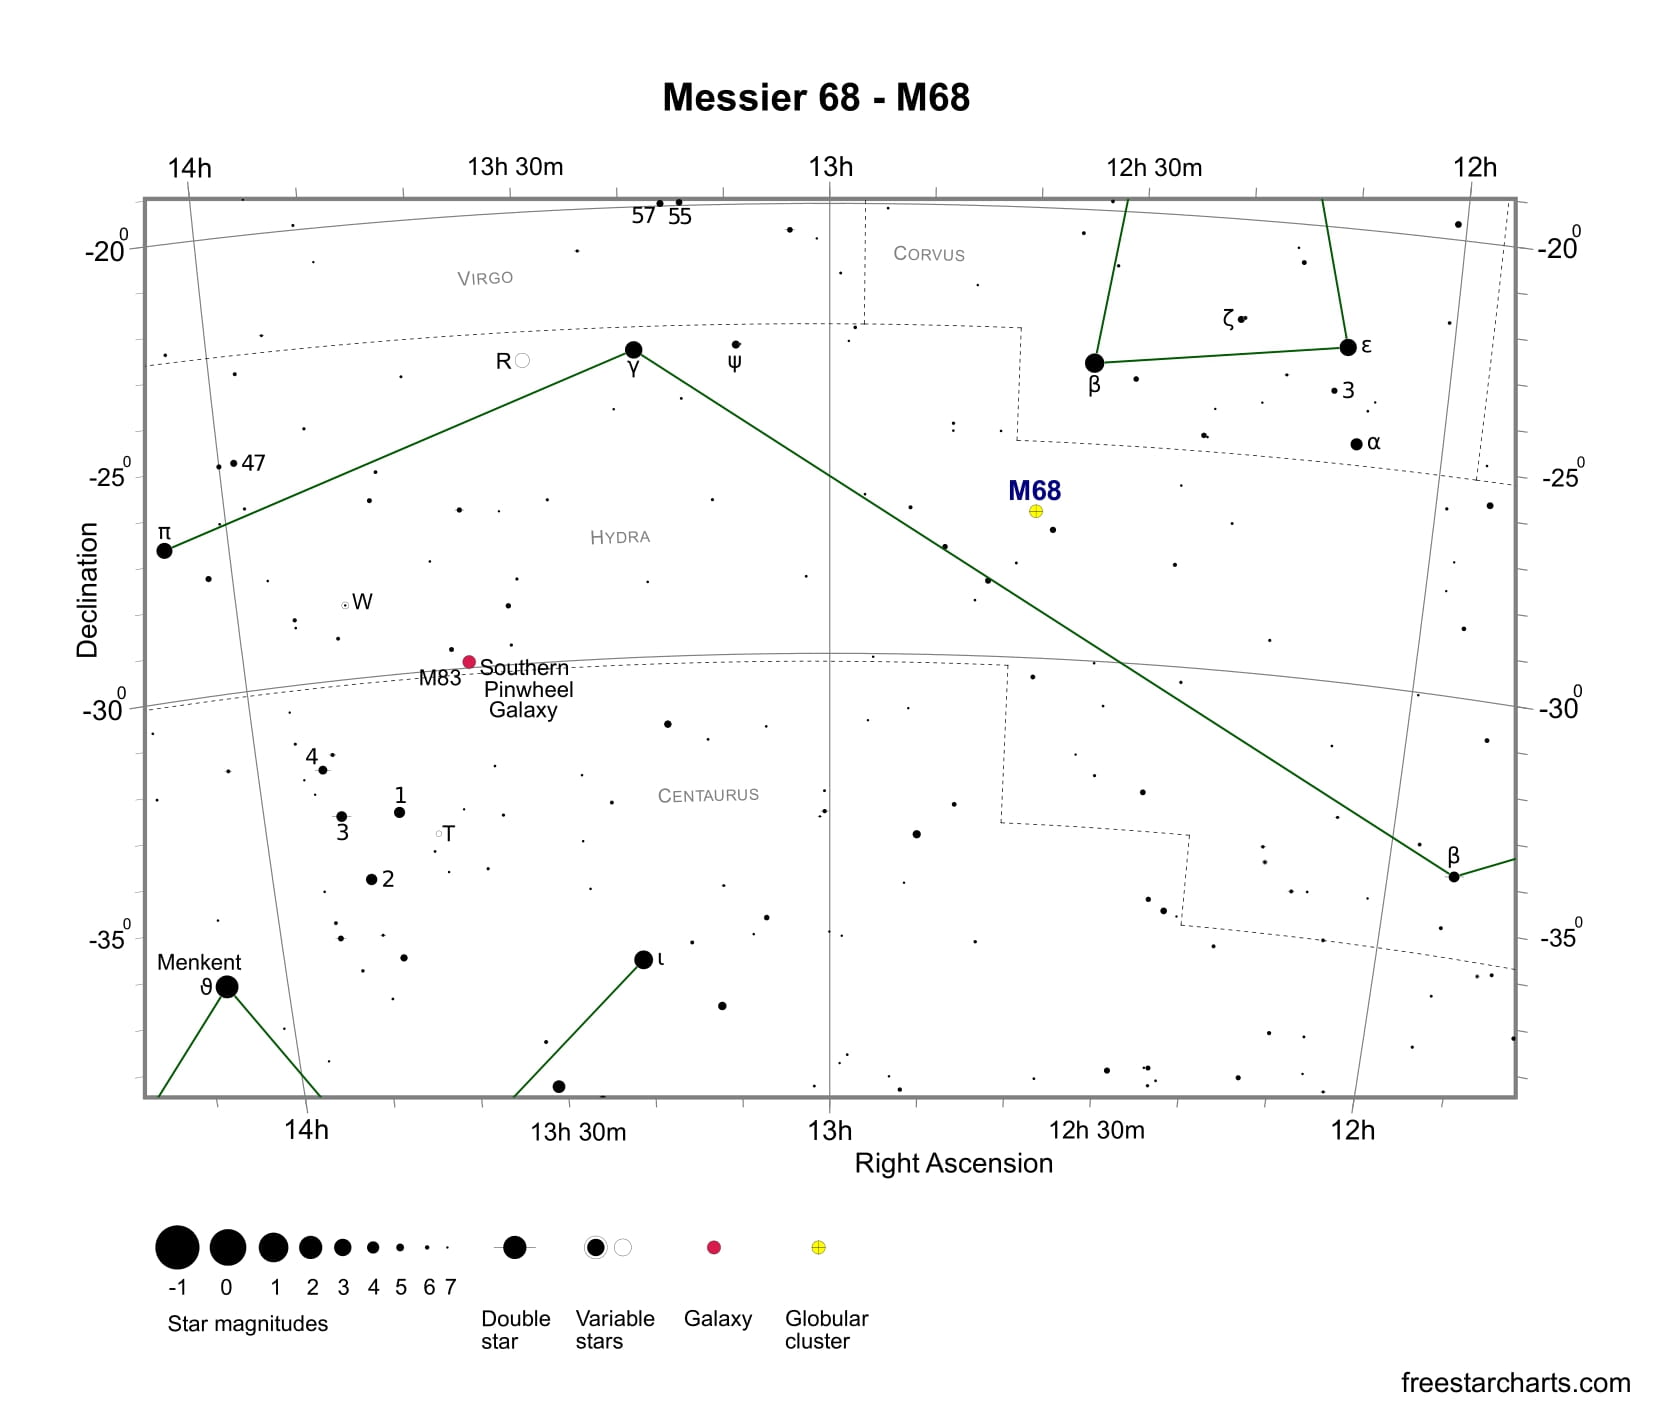 Messier 68 - M68
14h 13h 30m 13h 12h 30m 12h
57 55
-20⁰ -20⁰
CORVUS
VIRGO
ζ
R γ ψ ε
β 3
α
47
-25⁰ -25⁰
M68
π
HYDRA
Declination
W
M83 Southern
Pinwheel
Galaxy
-30⁰ -30⁰
4
1
CENTAURUS
3 T
β
2
-35⁰ -35⁰
Menkent
ϑ
ι
14h 13h 30m 13h 12h 30m 12h
Right Ascension
-1 0 1 2 3 4 5 6 7
Star magnitudes
Double
star
Variable
stars
Galaxy
Globular
cluster
freestarcharts.com